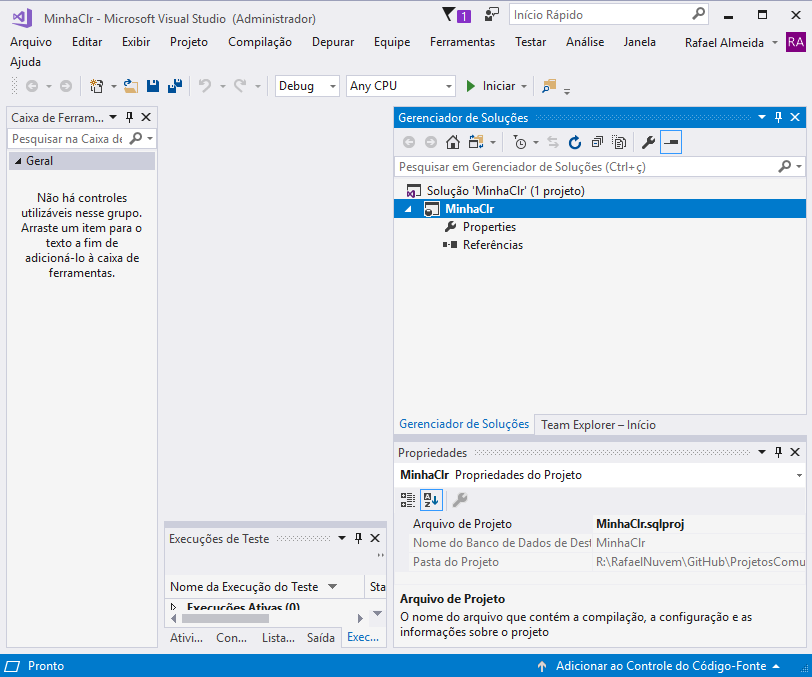 MinhaClr - Microsoft Visual Studio (Administrador)
1
Início Rápido
Arquivo Editar Exibir Projeto Compilação Depurar Equipe Ferramentas Testar Análise Janela Rafael Almeida RA
Ajuda
Debug Any CPU Iniciar
Caixa de Ferram...
Pesquisar na Caixa de
Geral
Não há controles
utilizáveis nesse grupo.
Arraste um item para o
texto a fim de
adicioná-lo à caixa de
ferramentas.
Gerenciador de Soluções
Pesquisar em Gerenciador de Soluções (Ctrl+ç)
Solução 'MinhaClr' (1 projeto)
MinhaClr
Properties
Referências
Gerenciador de Soluções Team Explorer – Início
Propriedades
MinhaClr Propriedades do Projeto
Arquivo de Projeto MinhaClr.sqlproj
Nome do Banco de Dados de Dest MinhaClr
Pasta do Projeto R:\RafaelNuvem\GitHub\ProjetosComu
Arquivo de Projeto
O nome do arquivo que contém a compilação, a configuração e as
informações sobre o projeto
Execuções de Teste
Nome da Execução do Teste Sta
Execuções Ativas (0)
Ativi... Con... Lista... Saída Exec...
Pronto Adicionar ao Controle do Código-Fonte